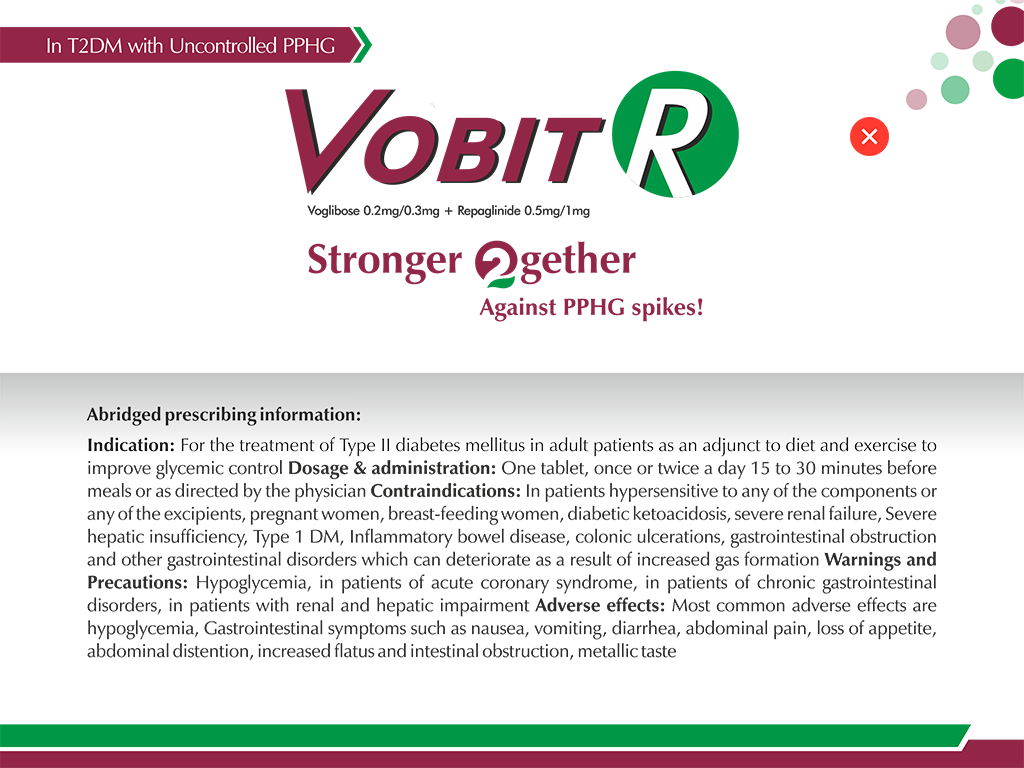 In T2DM with Uncontrolled PPHG
VOBIT R
Voglibose 0.2mg/0.3mg + Repaglinide 0.5mg/1mg
Stronger 2gether
Against PPHG spikes!
Abridged prescribing information:
Indication: For the treatment of Type II diabetes mellitus in adult patients as an adjunct to diet and exercise to
improve glycemic control Dosage & administration: One tablet, once or twice a day 15 to 30 minutes before
meals or as directed by the physician Contraindications: In patients hypersensitive to any of the components or
any of the excipients, pregnant women, breast-feeding women, diabetic ketoacidosis, severe renal failure, Severe
hepatic insufficiency, Type 1 DM, Inflammatory bowel disease, colonic ulcerations, gastrointestinal obstruction
and other gastrointestinal disorders which can deteriorate as a result of increased gas formation Warnings and
Precautions: Hypoglycemia, in patients of acute coronary syndrome, in patients of chronic gastrointestinal
disorders, in patients with renal and hepatic impairment Adverse effects: Most common adverse effects are
hypoglycemia, Gastrointestinal symptoms such as nausea, vomiting, diarrhea, abdominal pain, loss of appetite,
abdominal distention, increased flatus and intestinal obstruction, metallic taste